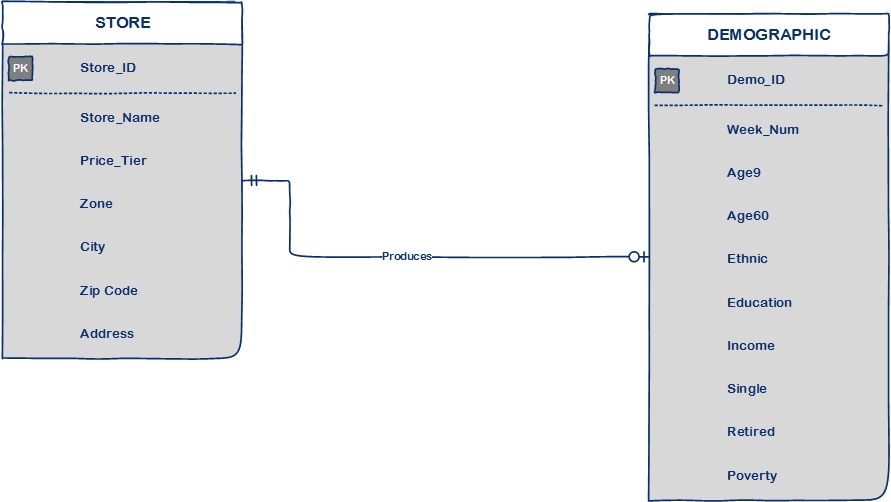 STORE
PK Store_ID
Store_Name
Price_Tier
Zone
City
Zip Code
Address
Produces
DEMOGRAPHIC
PK Demo_ID
Week_Num
Age9
Age60
Ethnic
Education
Income
Single
Retired
Poverty